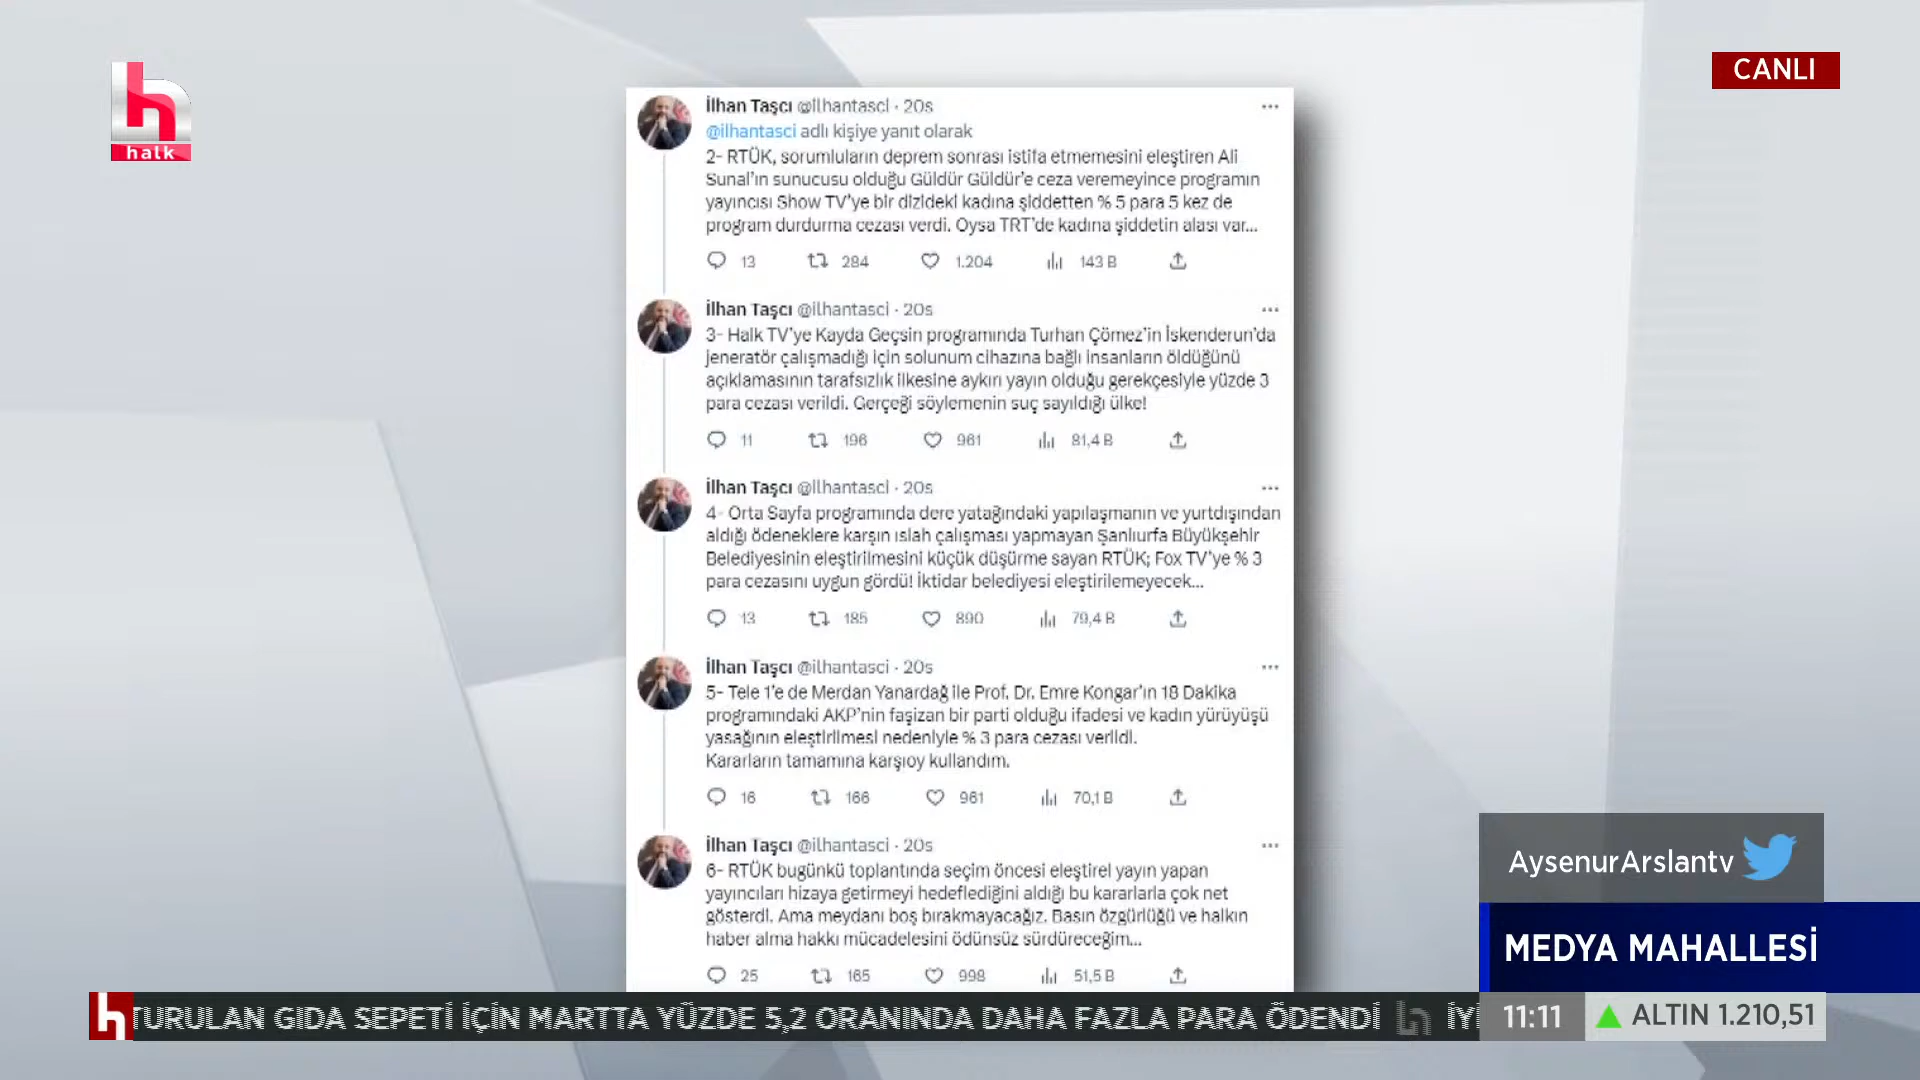 halk
CANLI
İlhan Taşcı @ilhantasci · 20s
@ilhantasci adlı kişiye yanıt olarak
2- RTÜK, sorumluların deprem sonrası istifa etmemesini eleştiren Ali
Sunal'ın sunucusu olduğu Güldür Güldür'e ceza veremeyince programın
yayıncısı Show TV'ye bir dizideki kadına şiddetten % 5 para 5 kez de
program durdurma cezası verdi. Oysa TRT'de kadına şiddetin alası var...
13 284 1.204 143 B
İlhan Taşcı @ilhantasci · 20s
3- Halk TV'ye Kayda Geçsin programında Turhan Çömez'in İskenderun'da
jeneratör çalışmadığı için solunum cihazına bağlı insanların öldüğünü
açıklamasının tarafsızlık ilkesine aykırı yayın olduğu gerekçesiyle yüzde 3
para cezası verildi. Gerçeği söylemenin suç sayıldığı ülke!
11 196 961 81,4 B
İlhan Taşcı @ilhantasci · 20s
4- Orta Sayfa programında dere yatağındaki yapılaşmanın ve yurtdışından
aldığı ödeneklere karşın ıslah çalışması yapmayan Şanlıurfa Büyükşehir
Belediyesinin eleştirilmesini küçük düşürme sayan RTÜK; Fox TV'ye % 3
para cezasını uygun gördü! İktidar belediyesi eleştirilemeyecek...
13 185 890 79,4 B
İlhan Taşcı @ilhantasci · 20s
5- Tele 1'e de Merdan Yanardağ ile Prof. Dr. Emre Kongar'ın 18 Dakika
programındaki AKP'nin faşizan bir parti olduğu ifadesi ve kadın yürüyüşü
yasağının eleştirilmesi nedeniyle % 3 para cezası verildi.
Kararların tamamına karşıoy kullandım.
16 166 961 70,1 B
İlhan Taşcı @ilhantasci · 20s
6- RTÜK bugünkü toplantında seçim öncesi eleştirel yayın yapan
yayıncıları hizaya getirmeyi hedeflediğini aldığı bu kararlarla çok net
gösterdi. Ama meydanı boş bırakmayacağız. Basın özgürlüğü ve halkın
haber alma hakkı mücadelesini ödünsüz sürdüreceğim...
25 165 998 51,5 B
AysenurArslantv
MEDYA MAHALLESİ
TURULAN GIDA SEPETİ İÇİN MARTTA YÜZDE 5,2 ORANINDA DAHA FAZLA PARA ÖDENDİ İYİ
11:11 ALTIN 1.210,51